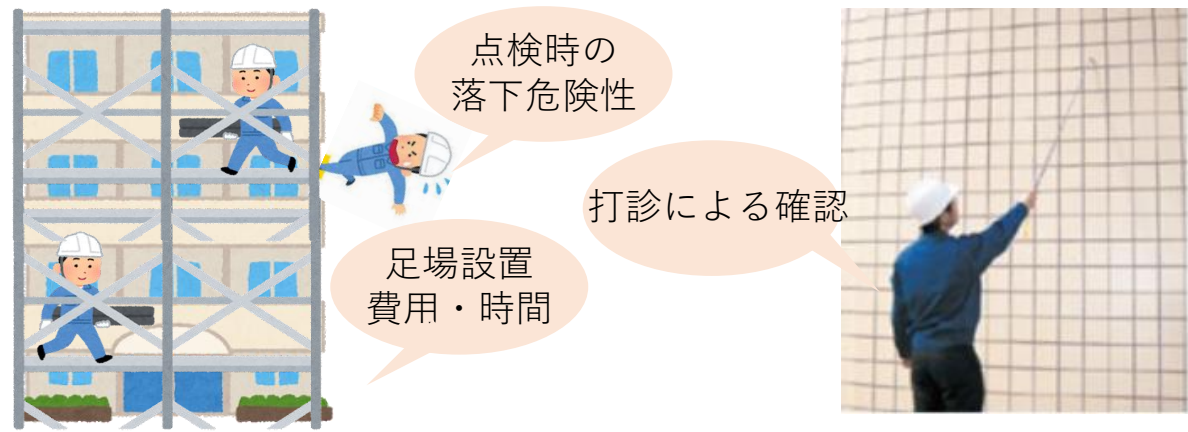 点検時の
落下危険性
打診による確認
足場設置
費用・時間